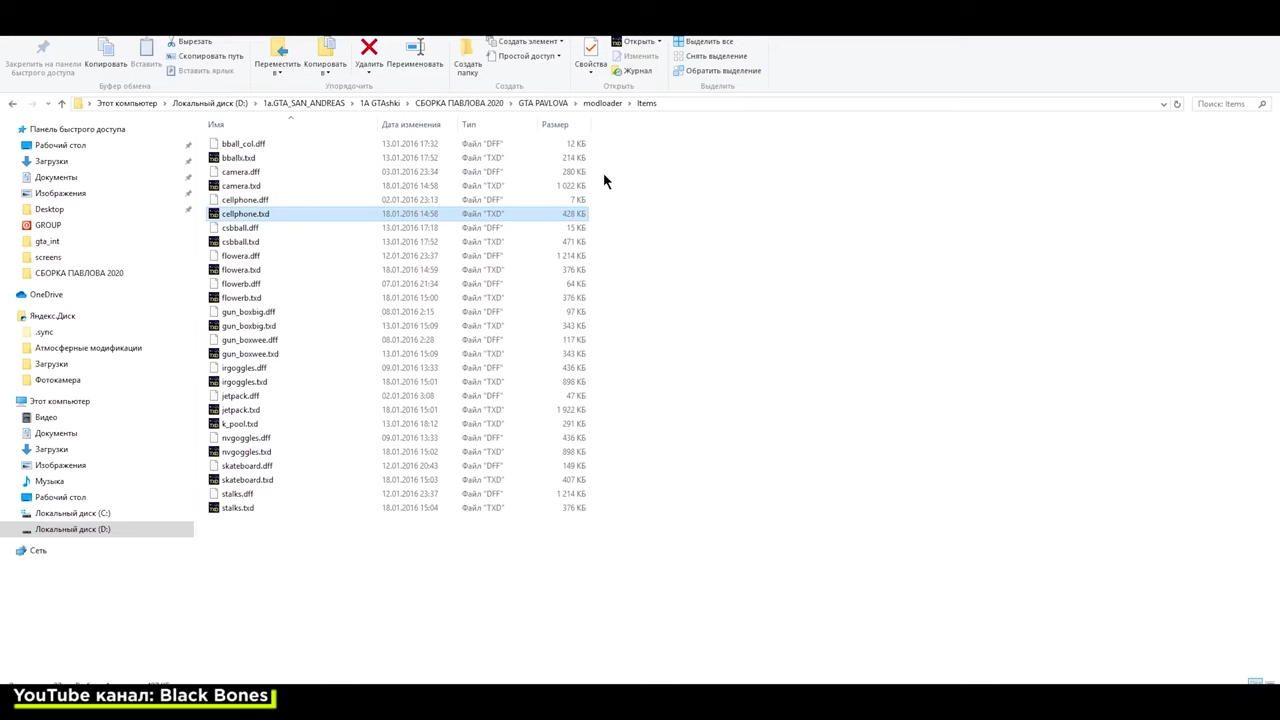 Вырезать
Скопировать путь
Вставить ярлык
Закрепить на панели быстрого доступа
Копировать
Вставить
Буфер обмена
Переместить в
Копировать в
Удалить
Переименовать
Упорядочить
Создать папку
Создать элемент
Простой доступ
Создать
Свойства
Открыть
Изменить
Журнал
Открыть
Выделить все
Снять выделение
Обратить выделение
Выделить
Этот компьютер > Локальный диск (D:) > 1a.GTA_SAN_ANDREAS > 1A GTAshki > СБОРКА ПАВЛОВА 2020 > GTA PAVLOVA > modloader > Items
Поиск: Items
Панель быстрого доступа
Рабочий стол
Загрузки
Документы
Изображения
Desktop
GROUP
gta_int
screens
СБОРКА ПАВЛОВА 2020
OneDrive
Яндекс.Диск
.sync
Атмосферные модификации
Загрузки
Фотокамера
Этот компьютер
Видео
Документы
Загрузки
Изображения
Музыка
Рабочий стол
Локальный диск (C:)
Локальный диск (D:)
Сеть
Имя Дата изменения Тип Размер
bball_col.dff 13.01.2016 17:32 Файл "DFF" 12 КБ
bballx.txd 13.01.2016 17:52 Файл "TXD" 214 КБ
camera.dff 03.01.2016 23:34 Файл "DFF" 280 КБ
camera.txd 18.01.2016 14:58 Файл "TXD" 1 022 КБ
cellphone.dff 02.01.2016 23:13 Файл "DFF" 7 КБ
cellphone.txd 18.01.2016 14:58 Файл "TXD" 428 КБ
csbball.dff 13.01.2016 17:18 Файл "DFF" 15 КБ
csbball.txd 13.01.2016 17:52 Файл "TXD" 471 КБ
flowera.dff 12.01.2016 23:37 Файл "DFF" 1 214 КБ
flowera.txd 18.01.2016 14:59 Файл "TXD" 376 КБ
flowerb.dff 07.01.2016 21:34 Файл "DFF" 64 КБ
flowerb.txd 18.01.2016 15:00 Файл "TXD" 376 КБ
gun_boxbig.dff 08.01.2016 2:15 Файл "DFF" 97 КБ
gun_boxbig.txd 13.01.2016 15:09 Файл "TXD" 343 КБ
gun_boxwee.dff 08.01.2016 2:28 Файл "DFF" 117 КБ
gun_boxwee.txd 13.01.2016 15:09 Файл "TXD" 343 КБ
irgoggles.dff 09.01.2016 13:33 Файл "DFF" 436 КБ
irgoggles.txd 18.01.2016 15:01 Файл "TXD" 898 КБ
jetpack.dff 02.01.2016 3:08 Файл "DFF" 47 КБ
jetpack.txd 18.01.2016 15:01 Файл "TXD" 1 922 КБ
k_pool.txd 13.01.2016 18:12 Файл "TXD" 291 КБ
nvgoggles.dff 09.01.2016 13:33 Файл "DFF" 436 КБ
nvgoggles.txd 18.01.2016 15:02 Файл "TXD" 898 КБ
skateboard.dff 12.01.2016 20:43 Файл "DFF" 149 КБ
skateboard.txd 18.01.2016 15:03 Файл "TXD" 407 КБ
stalks.dff 12.01.2016 23:37 Файл "DFF" 1 214 КБ
stalks.txd 18.01.2016 15:04 Файл "TXD" 376 КБ
YouTube канал: Black Bones